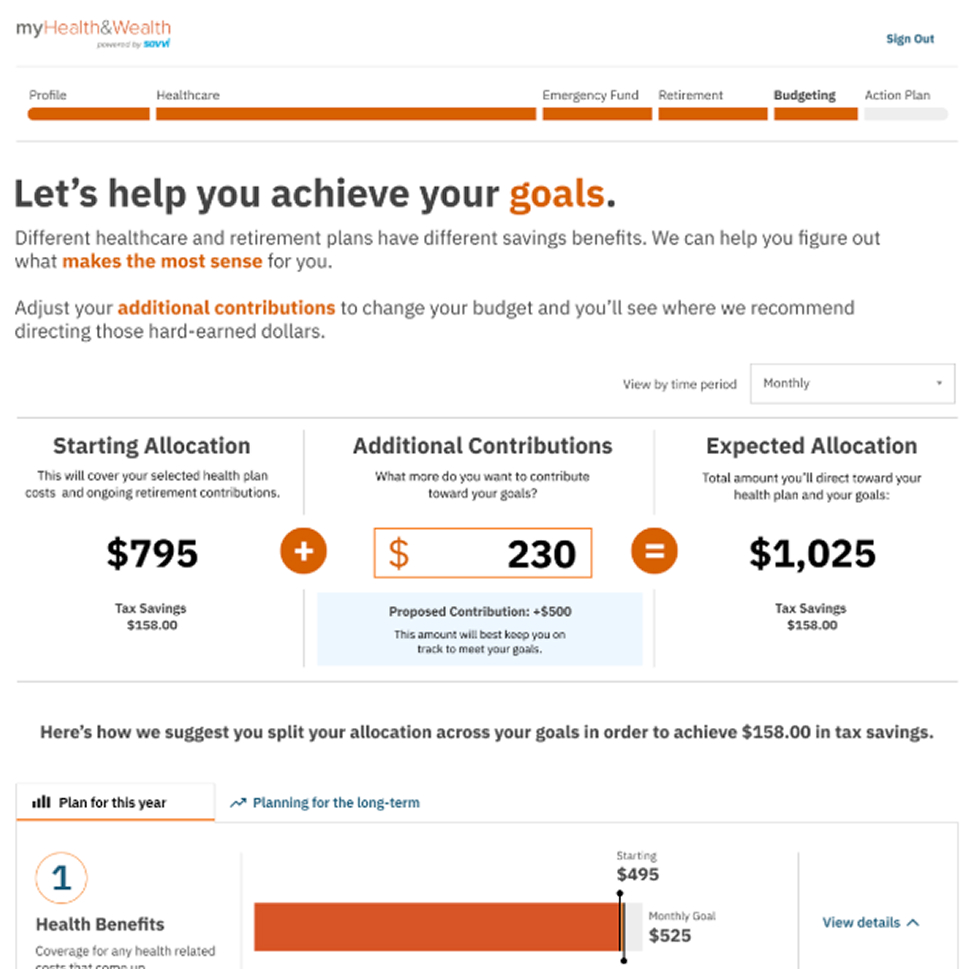 myHealth&Wealth
powered by savvi
Sign Out
Profile Healthcare Emergency Fund Retirement Budgeting Action Plan
Let's help you achieve your goals.
Different healthcare and retirement plans have different savings benefits. We can help you figure out
what makes the most sense for you.
Adjust your additional contributions to change your budget and you'll see where we recommend
directing those hard-earned dollars.
View by time period Monthly
Starting Allocation
This will cover your selected health plan
costs and ongoing retirement contributions.
$795
Tax Savings
$158.00
+
Additional Contributions
What more do you want to contribute
toward your goals?
$ 230
Proposed Contribution: +$500
This amount will best keep you on
track to meet your goals.
=
Expected Allocation
Total amount you'll direct toward your
health plan and your goals:
$1,025
Tax Savings
$158.00
Here's how we suggest you split your allocation across your goals in order to achieve $158.00 in tax savings.
Plan for this year
Planning for the long-term
1
Health Benefits
Coverage for any health related
costs that come up
Starting
$495
Monthly Goal
$525
View details